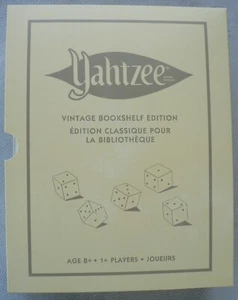 Yahtzee
VINTAGE BOOKSHELF EDITION
ÉDITION CLASSIQUE POUR
LA BIBLIOTHÈQUE
AGE 8+ • 1+ PLAYERS • JOUEURS